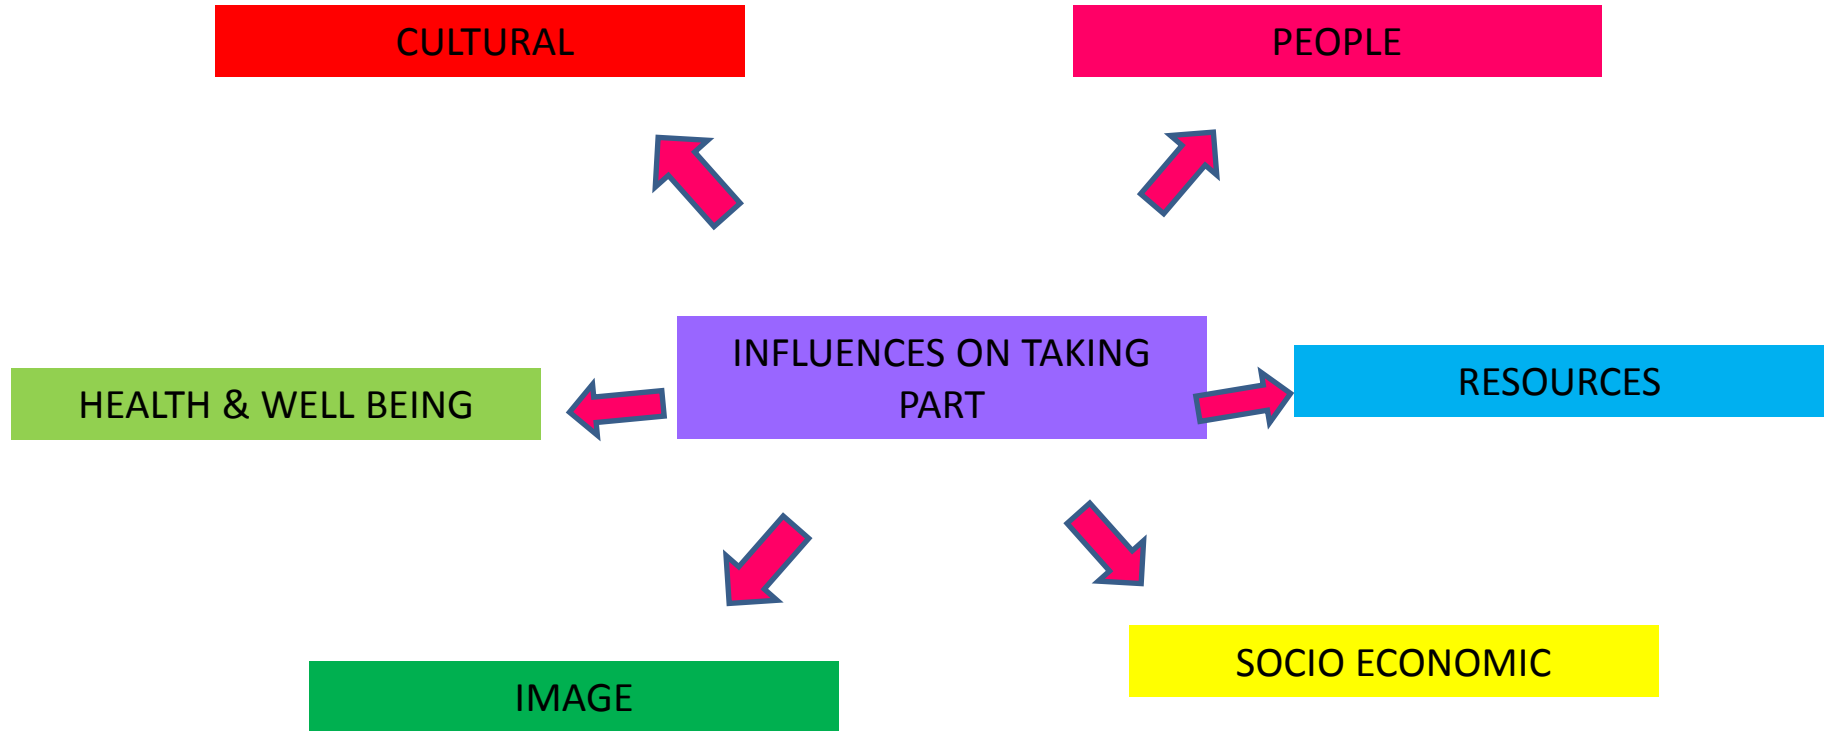 CULTURAL
PEOPLE
INFLUENCES ON TAKING
PART
RESOURCES
HEALTH & WELL BEING
SOCIO ECONOMIC
IMAGE